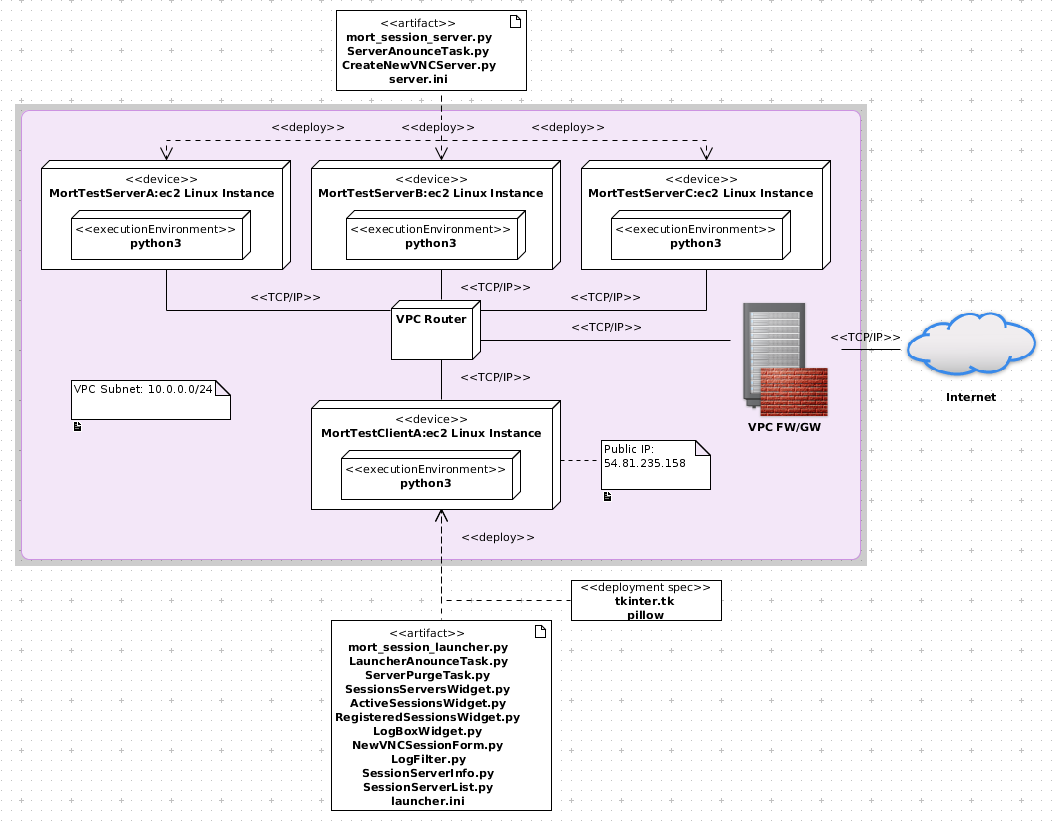 <<artifact>>
mort_session_server.py
ServerAnounceTask.py
CreateNewVNCServer.py
server.ini
<<deploy>>
<<deploy>>
<<deploy>>
<<device>>
MortTestServerA:ec2 Linux Instance
<<executionEnvironment>>
python3
<<device>>
MortTestServerB:ec2 Linux Instance
<<executionEnvironment>>
python3
<<device>>
MortTestServerC:ec2 Linux Instance
<<executionEnvironment>>
python3
<<TCP/IP>>
<<TCP/IP>>
<<TCP/IP>>
VPC Router
<<TCP/IP>>
<<TCP/IP>>
Internet
VPC FW/GW
<<TCP/IP>>
VPC Subnet: 10.0.0.0/24
<<device>>
MortTestClientA:ec2 Linux Instance
<<executionEnvironment>>
python3
Public IP:
54.81.235.158
<<deploy>>
<<deployment spec>>
tkinter.tk
pillow
<<artifact>>
mort_session_launcher.py
LauncherAnounceTask.py
ServerPurgeTask.py
SessionsServersWidget.py
ActiveSessionsWidget.py
RegisteredSessionsWidget.py
LogBoxWidget.py
NewVNCSessionForm.py
LogFilter.py
SessionServerInfo.py
SessionServerList.py
launcher.ini